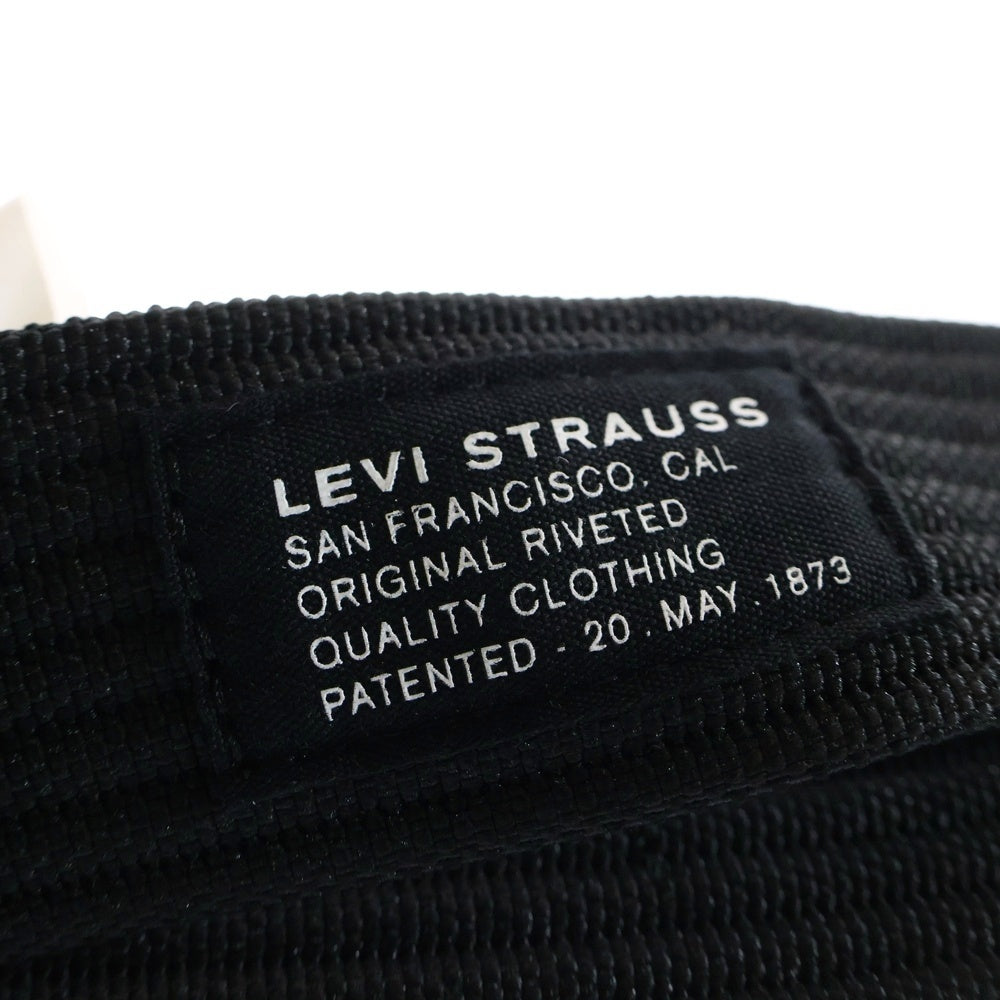 LEVI STRAUSS
SAN FRANCISCO, CAL
ORIGINAL RIVETED
QUALITY CLOTHING
PATENTED - 20 . MAY . 1873